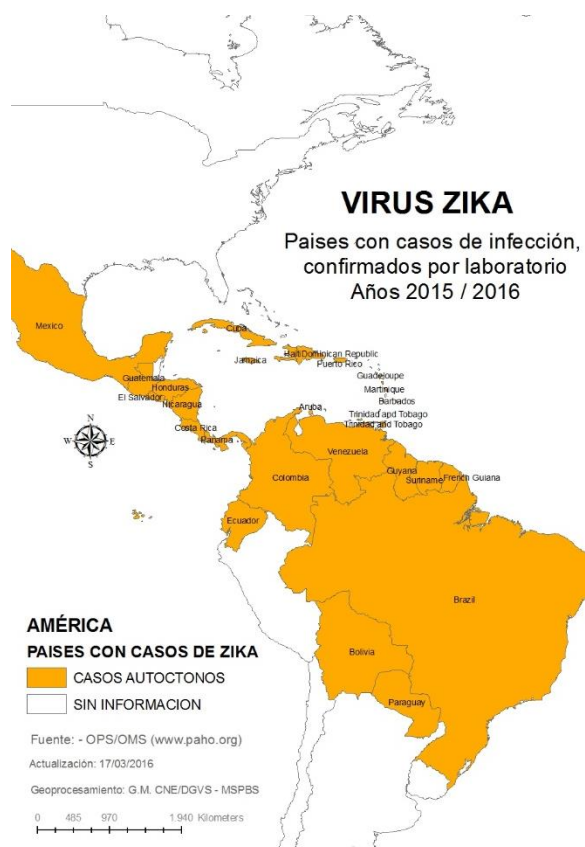 VIRUS ZIKA
Paises con casos de infección,
confirmados por laboratorio
Años 2015 / 2016
Mexico
Cuba
Haiti
Dominican Republic
Jamaica
Puerto Rico
Guatemala
Honduras
El Salvador
Nicaragua
Guadeloupe
Martinique
Barbados
Aruba
Trinidad and Tobago
Trinidad and Tobago
Costa Rica
Panama
Venezuela
Guyana
Suriname
French Guiana
Colombia
Ecuador
Brazil
Bolivia
Paraguay
N
W
E
S
AMÉRICA
PAISES CON CASOS DE ZIKA
CASOS AUTOCTONOS
SIN INFORMACION
Fuente: - OPS/OMS (www.paho.org)
Actualización: 17/03/2016
Geoprocesamiento: G.M. CNE/DGVS - MSPBS
0 485 970 1.940 Kilometers